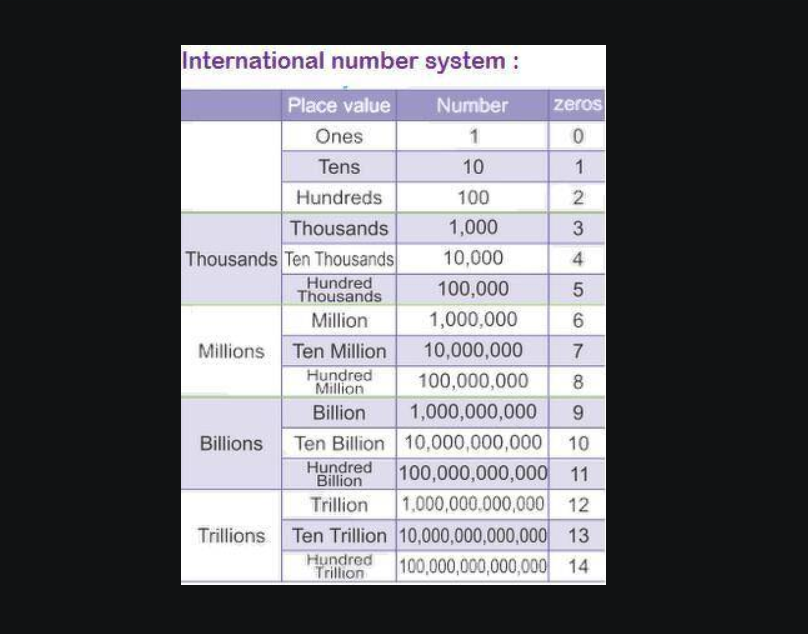 International number system :
Place value Number zeros
Ones 1 0
Tens 10 1
Hundreds 100 2
Thousands 1,000 3
Thousands Ten Thousands 10,000 4
Hundred
Thousands 100,000 5
Million 1,000,000 6
Millions Ten Million 10,000,000 7
Hundred
Million 100,000,000 8
Billion 1,000,000,000 9
Billions Ten Billion 10,000,000,000 10
Hundred
Billion 100,000,000,000 11
Trillion 1,000,000,000,000 12
Trillions Ten Trillion 10,000,000,000,000 13
Hundred
Trillion 100,000,000,000,000 14